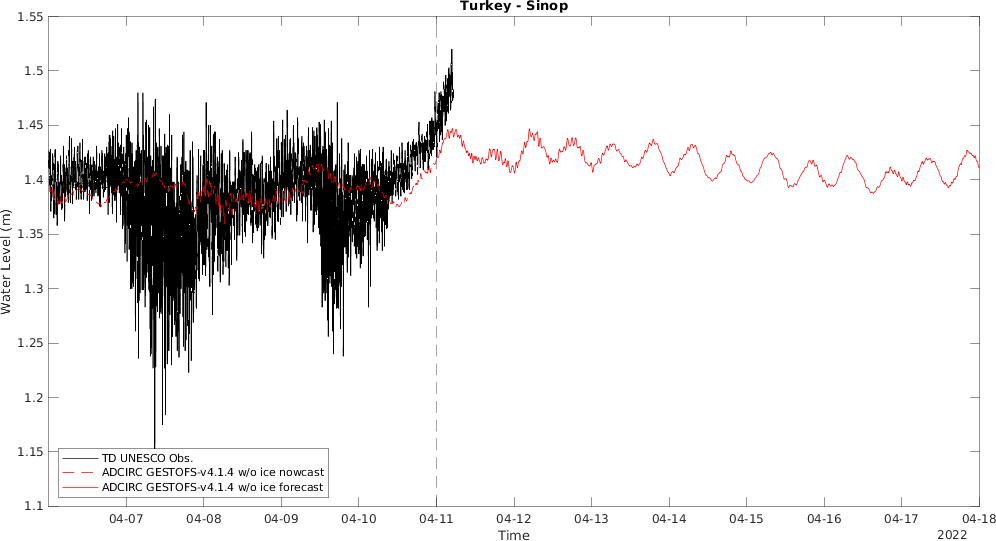 Turkey - Sinop
Water Level (m)
1.55
1.5
1.45
1.4
1.35
1.3
1.25
1.2
1.15
1.1
TD UNESCO Obs.
ADCIRC GESTOFS-v4.1.4 w/o ice nowcast
ADCIRC GESTOFS-v4.1.4 w/o ice forecast
04-07 04-08 04-09 04-10 04-11 04-12 04-13 04-14 04-15 04-16 04-17 04-18
Time
2022